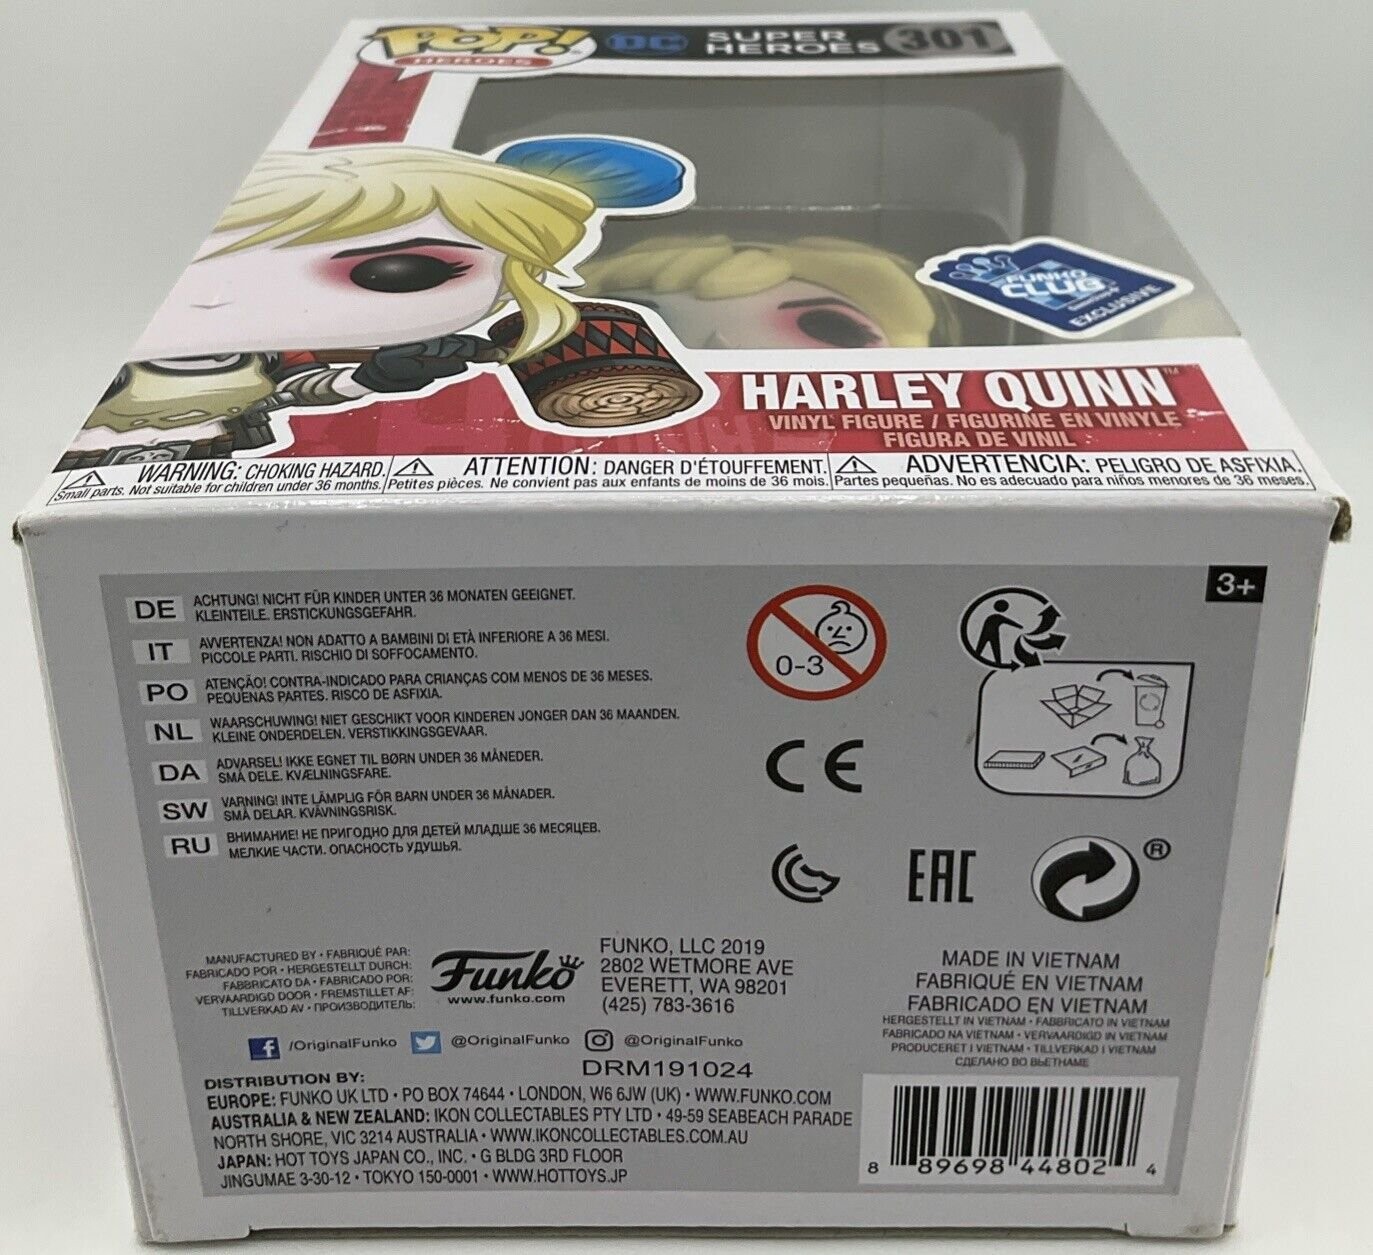 POP! DC SUPER 301
HEROES HEROES
FUNKO
CLUB
EXCLUSIVE
HARLEY QUINN™
VINYL FIGURE / FIGURINE EN VINYLE
FIGURA DE VINIL
WARNING: CHOKING HAZARD.
Small parts. Not suitable for children under 36 months.
ATTENTION: DANGER D'ÉTOUFFEMENT.
Petites pièces. Ne convient pas aux enfants de moins de 36 mois.
ADVERTENCIA: PELIGRO DE ASFIXIA.
Partes pequeñas. No es adecuado para niños menores de 36 meses.
3+
DE ACHTUNG! NICHT FÜR KINDER UNTER 36 MONATEN GEEIGNET.
KLEINTEILE. ERSTICKUNGSGEFAHR.
IT AVVERTENZA! NON ADATTO A BAMBINI DI ETÀ INFERIORE A 36 MESI.
PICCOLE PARTI. RISCHIO DI SOFFOCAMENTO.
PO ATENÇÃO! CONTRA-INDICADO PARA CRIANÇAS COM MENOS DE 36 MESES.
PEQUENAS PARTES. RISCO DE ASFIXIA.
NL WAARSCHUWING! NIET GESCHIKT VOOR KINDEREN JONGER DAN 36 MAANDEN.
KLEINE ONDERDELEN. VERSTIKKINGSGEVAAR.
DA ADVARSEL! IKKE EGNET TIL BØRN UNDER 36 MÅNEDER.
SMÅ DELE. KVÆLNINGSFARE.
SW VARNING! INTE LÄMPLIG FÖR BARN UNDER 36 MÅNADER.
SMÅ DELAR. KVÄVNINGSRISK.
RU ВНИМАНИЕ! НЕ ПРИГОДНО ДЛЯ ДЕТЕЙ МЛАДШЕ 36 МЕСЯЦЕВ.
МЕЛКИЕ ЧАСТИ. ОПАСНОСТЬ УДУШЬЯ.
0-3
CE
EAC
®
MANUFACTURED BY • FABRIQUÉ PAR:
FABRICADO POR • HERGESTELLT DURCH:
FABBRICATO DA • FABRICADO POR:
VERVAARDIGD DOOR • FREMSTILLET AF:
TILLVERKAD AV • ПРОИЗВОДИТЕЛЬ:
Funko
www.funko.com
FUNKO, LLC 2019
2802 WETMORE AVE
EVERETT, WA 98201
(425) 783-3616
MADE IN VIETNAM
FABRIQUÉ EN VIETNAM
FABRICADO EN VIETNAM
HERGESTELLT IN VIETNAM • FABBRICATO IN VIETNAM
FABRICADO NA VIETNAM • VERVAARDIGD IN VIETNAM
PRODUCERET I VIETNAM • TILLVERKAD I VIETNAM
СДЕЛАНО ВО ВЬЕТНАМЕ
/OriginalFunko @OriginalFunko @OriginalFunko
DRM191024
DISTRIBUTION BY:
EUROPE: FUNKO UK LTD • PO BOX 74644 • LONDON, W6 6JW (UK) • WWW.FUNKO.COM
AUSTRALIA & NEW ZEALAND: IKON COLLECTABLES PTY LTD • 49-59 SEABEACH PARADE
NORTH SHORE, VIC 3214 AUSTRALIA • WWW.IKONCOLLECTABLES.COM.AU
JAPAN: HOT TOYS JAPAN CO., INC. • G BLDG 3RD FLOOR
JINGUMAE 3-30-12 • TOKYO 150-0001 • WWW.HOTTOYS.JP
8 89698 44802 4